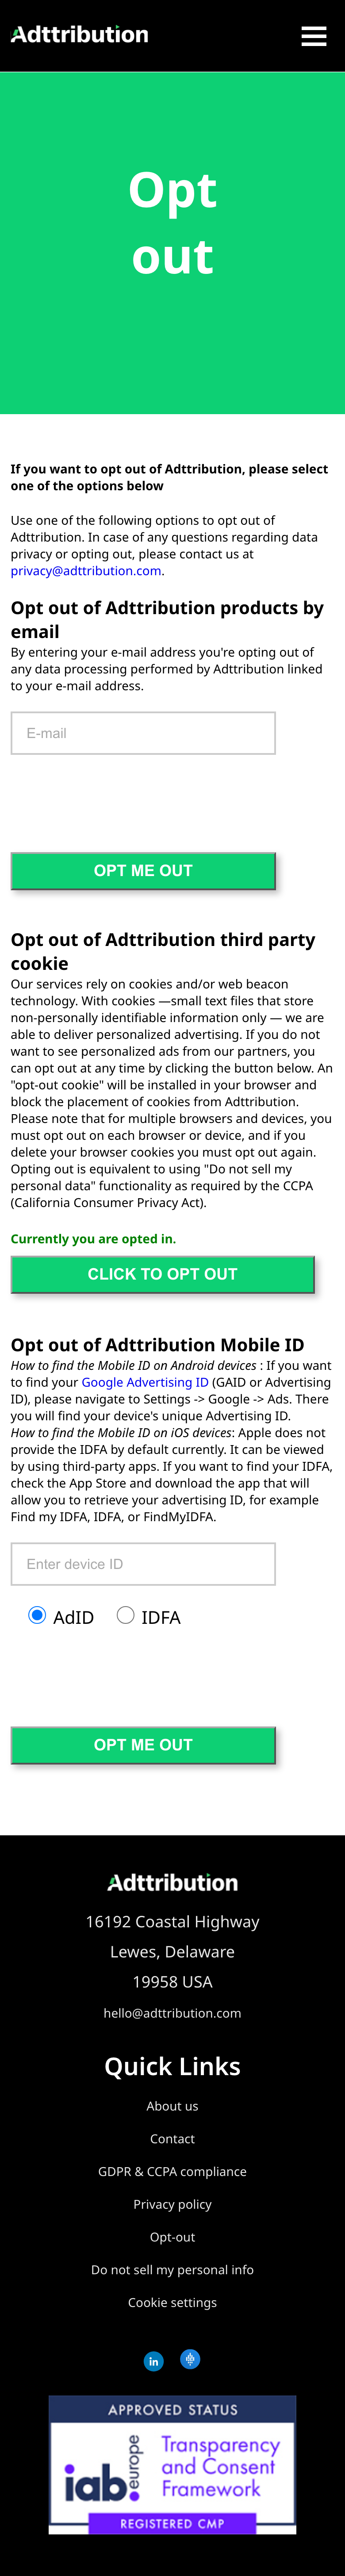 Adttribution
Opt
out
If you want to opt out of Adttribution, please select
one of the options below
Use one of the following options to opt out of
Adttribution. In case of any questions regarding data
privacy or opting out, please contact us at
privacy@adttribution.com.
Opt out of Adttribution products by
email
By entering your e-mail address you're opting out of
any data processing performed by Adttribution linked
to your e-mail address.
E-mail
OPT ME OUT
Opt out of Adttribution third party
cookie
Our services rely on cookies and/or web beacon
technology. With cookies —small text files that store
non-personally identifiable information only — we are
able to deliver personalized advertising. If you do not
want to see personalized ads from our partners, you
can opt out at any time by clicking the button below. An
"opt-out cookie" will be installed in your browser and
block the placement of cookies from Adttribution.
Please note that for multiple browsers and devices, you
must opt out on each browser or device, and if you
delete your browser cookies you must opt out again.
Opting out is equivalent to using "Do not sell my
personal data" functionality as required by the CCPA
(California Consumer Privacy Act).
Currently you are opted in.
CLICK TO OPT OUT
Opt out of Adttribution Mobile ID
How to find the Mobile ID on Android devices : If you want
to find your Google Advertising ID (GAID or Advertising
ID), please navigate to Settings -> Google -> Ads. There
you will find your device's unique Advertising ID.
How to find the Mobile ID on iOS devices: Apple does not
provide the IDFA by default currently. It can be viewed
by using third-party apps. If you want to find your IDFA,
check the App Store and download the app that will
allow you to retrieve your advertising ID, for example
Find my IDFA, IDFA, or FindMyIDFA.
Enter device ID
AdID IDFA
OPT ME OUT
Adttribution
16192 Coastal Highway
Lewes, Delaware
19958 USA
hello@adttribution.com
Quick Links
About us
Contact
GDPR & CCPA compliance
Privacy policy
Opt-out
Do not sell my personal info
Cookie settings
in
APPROVED STATUS
iab. europe
Transparency
and Consent
Framework
REGISTERED CMP